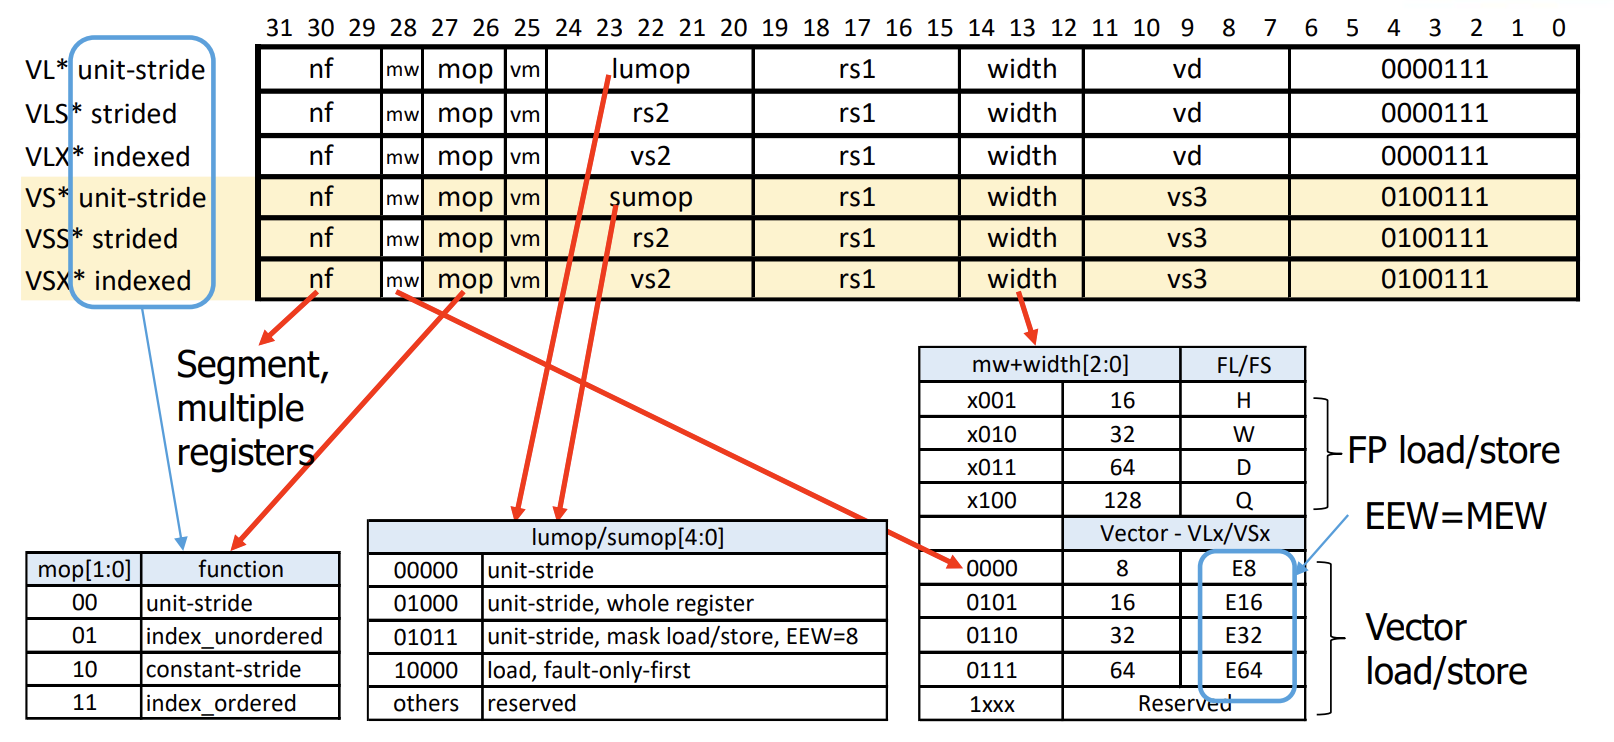 31 30 29 28 27 26 25 24 23 22 21 20 19 18 17 16 15 14 13 12 11 10 9 8 7 6 5 4 3 2 1 0
VL* unit-stride nf mw mop vm lumop rs1 width vd 0000111
VLS* strided nf mw mop vm rs2 rs1 width vd 0000111
VLX* indexed nf mw mop vm vs2 rs1 width vd 0000111
VS* unit-stride nf mw mop vm sumop rs1 width vs3 0100111
VSS* strided nf mw mop vm rs2 rs1 width vs3 0100111
VSX* indexed nf mw mop vm vs2 rs1 width vs3 0100111
Segment,
multiple
registers
mop[1:0] function
00 unit-stride
01 index_unordered
10 constant-stride
11 index_ordered
lumop/sumop[4:0]
00000 unit-stride
01000 unit-stride, whole register
01011 unit-stride, mask load/store, EEW=8
10000 load, fault-only-first
others reserved
mw+width[2:0] FL/FS
x001 16 H
x010 32 W
x011 64 D
x100 128 Q
Vector - VLx/VSx
0000 8 E8
0101 16 E16
0110 32 E32
0111 64 E64
1xxx Reserved
FP load/store
EEW=MEW
Vector
load/store